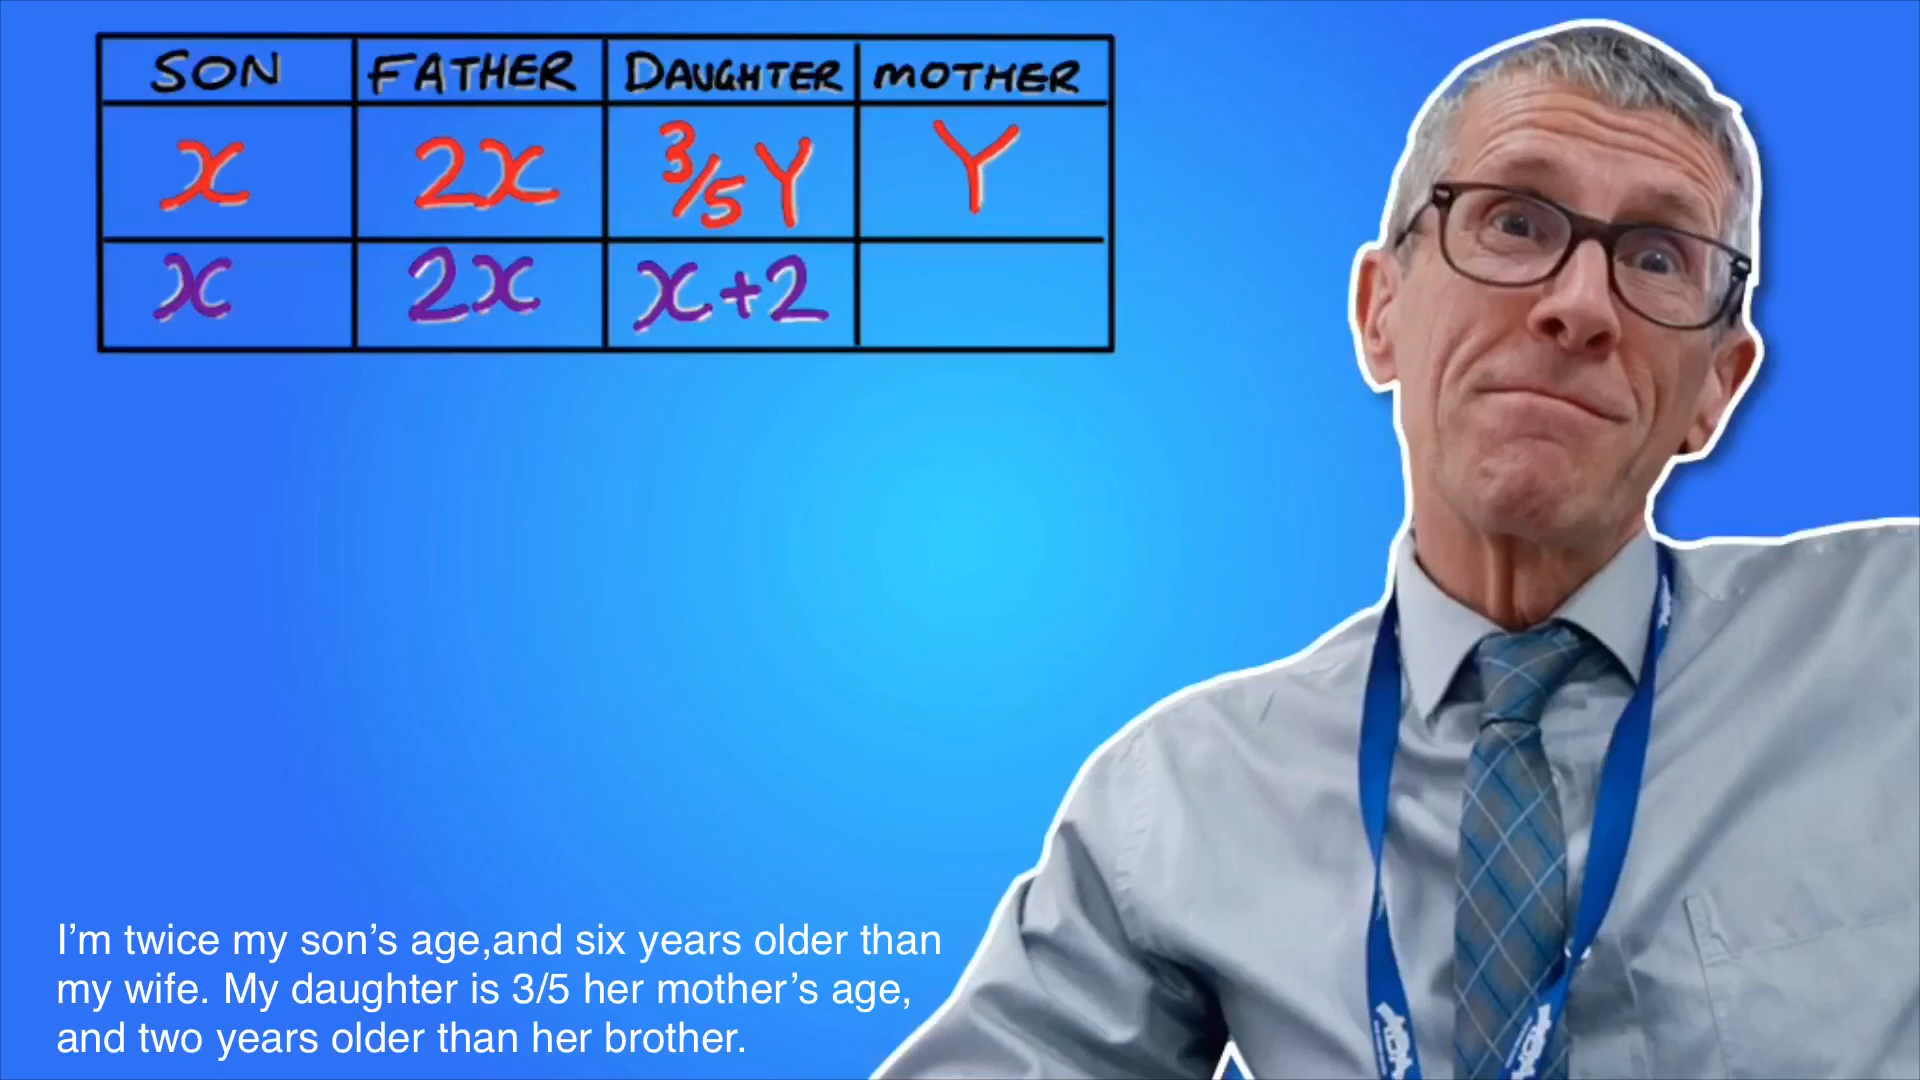 SON FATHER DAUGHTER MOTHER
x 2x 3/5 Y Y
x 2x x+2
I’m twice my son’s age,and six years older than
my wife. My daughter is 3/5 her mother’s age,
and two years older than her brother.